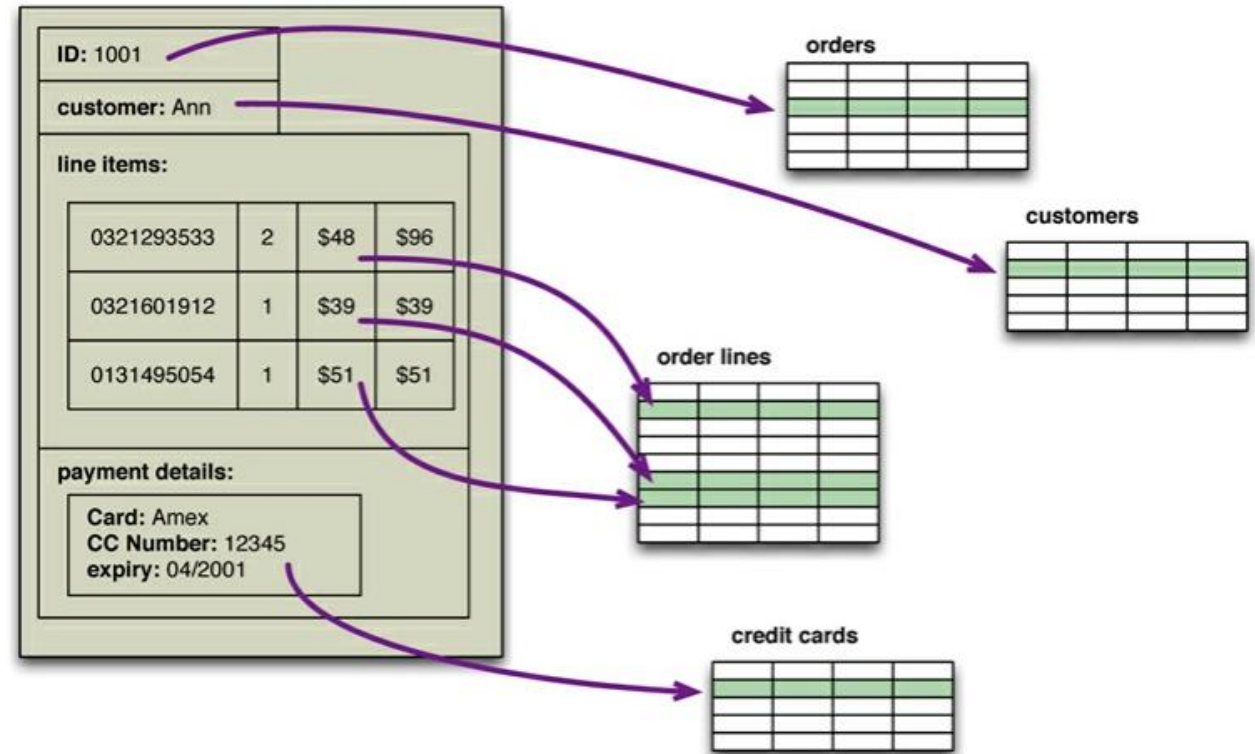 ID: 1001
customer: Ann
line items:
0321293533 2 $48 $96
0321601912 1 $39 $39
0131495054 1 $51 $51
payment details:
Card: Amex
CC Number: 12345
expiry: 04/2001
orders
customers
order lines
credit cards